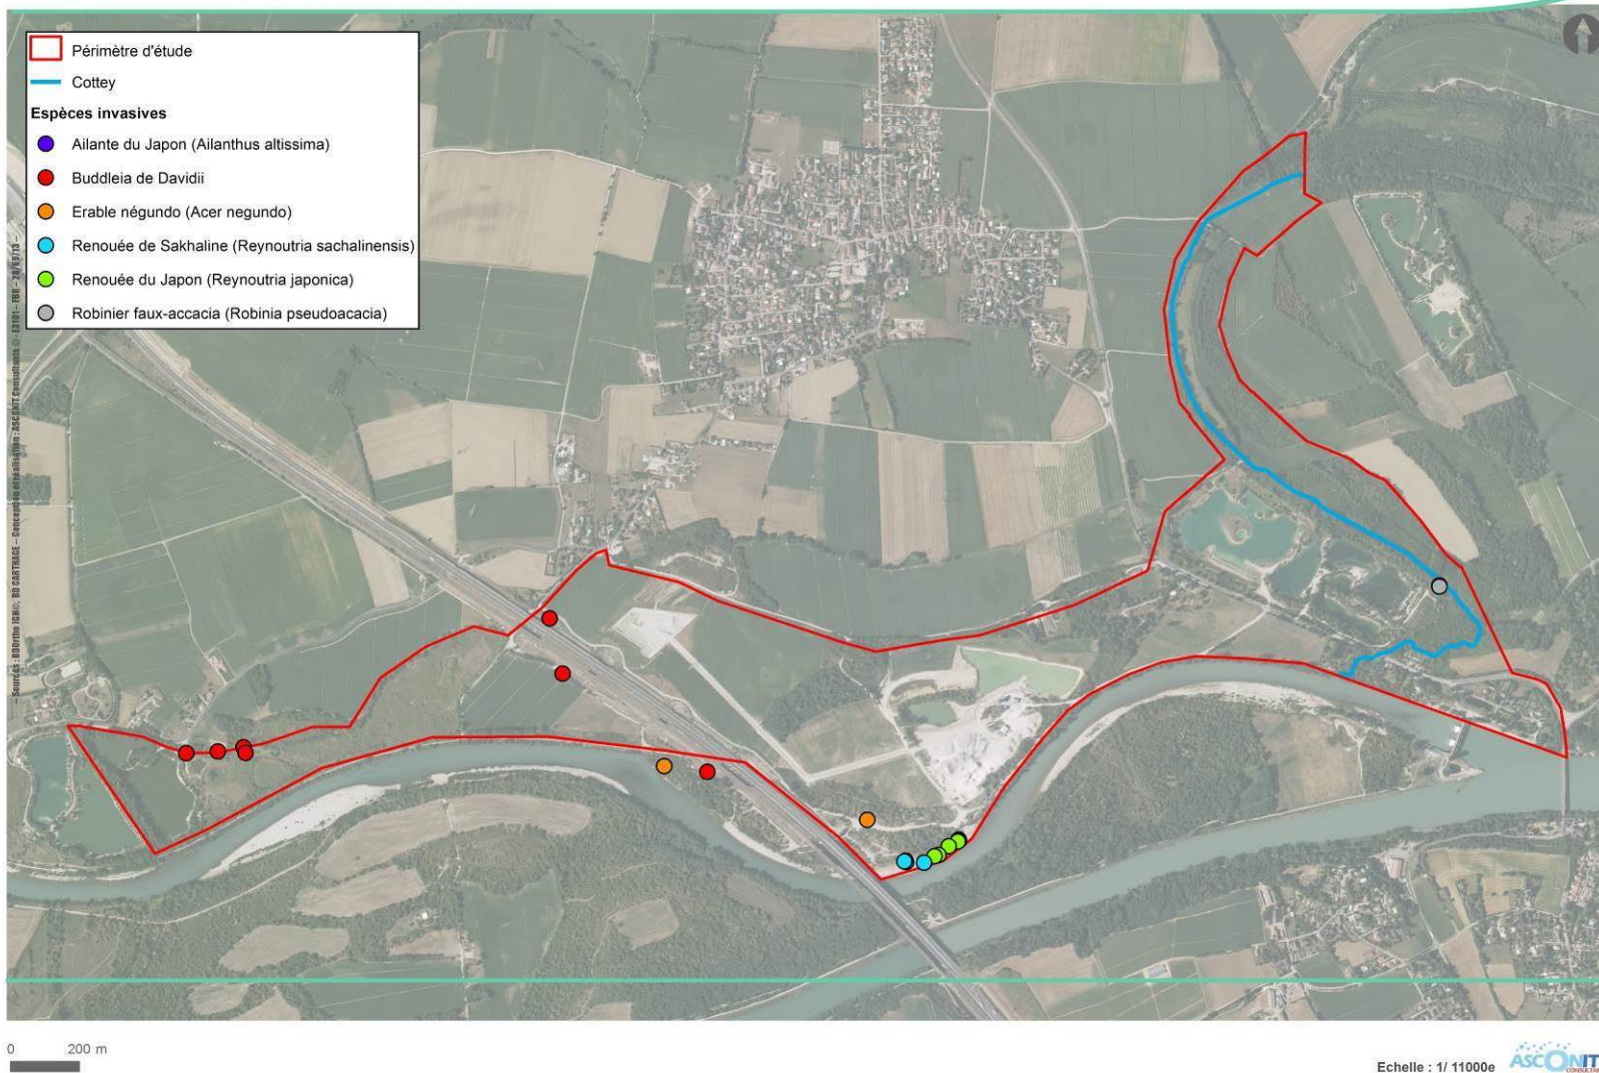 Périmètre d'étude
Cottey
Espèces invasives
Ailante du Japon (Ailanthus altissima)
Buddleia de Davidii
Erable négundo (Acer negundo)
Renouée de Sakhaline (Reynoutria sachalinensis)
Renouée du Japon (Reynoutria japonica)
Robinier faux-accacia (Robinia pseudoacacia)
0 200 m
Echelle : 1/ 11000e
ASCONIT